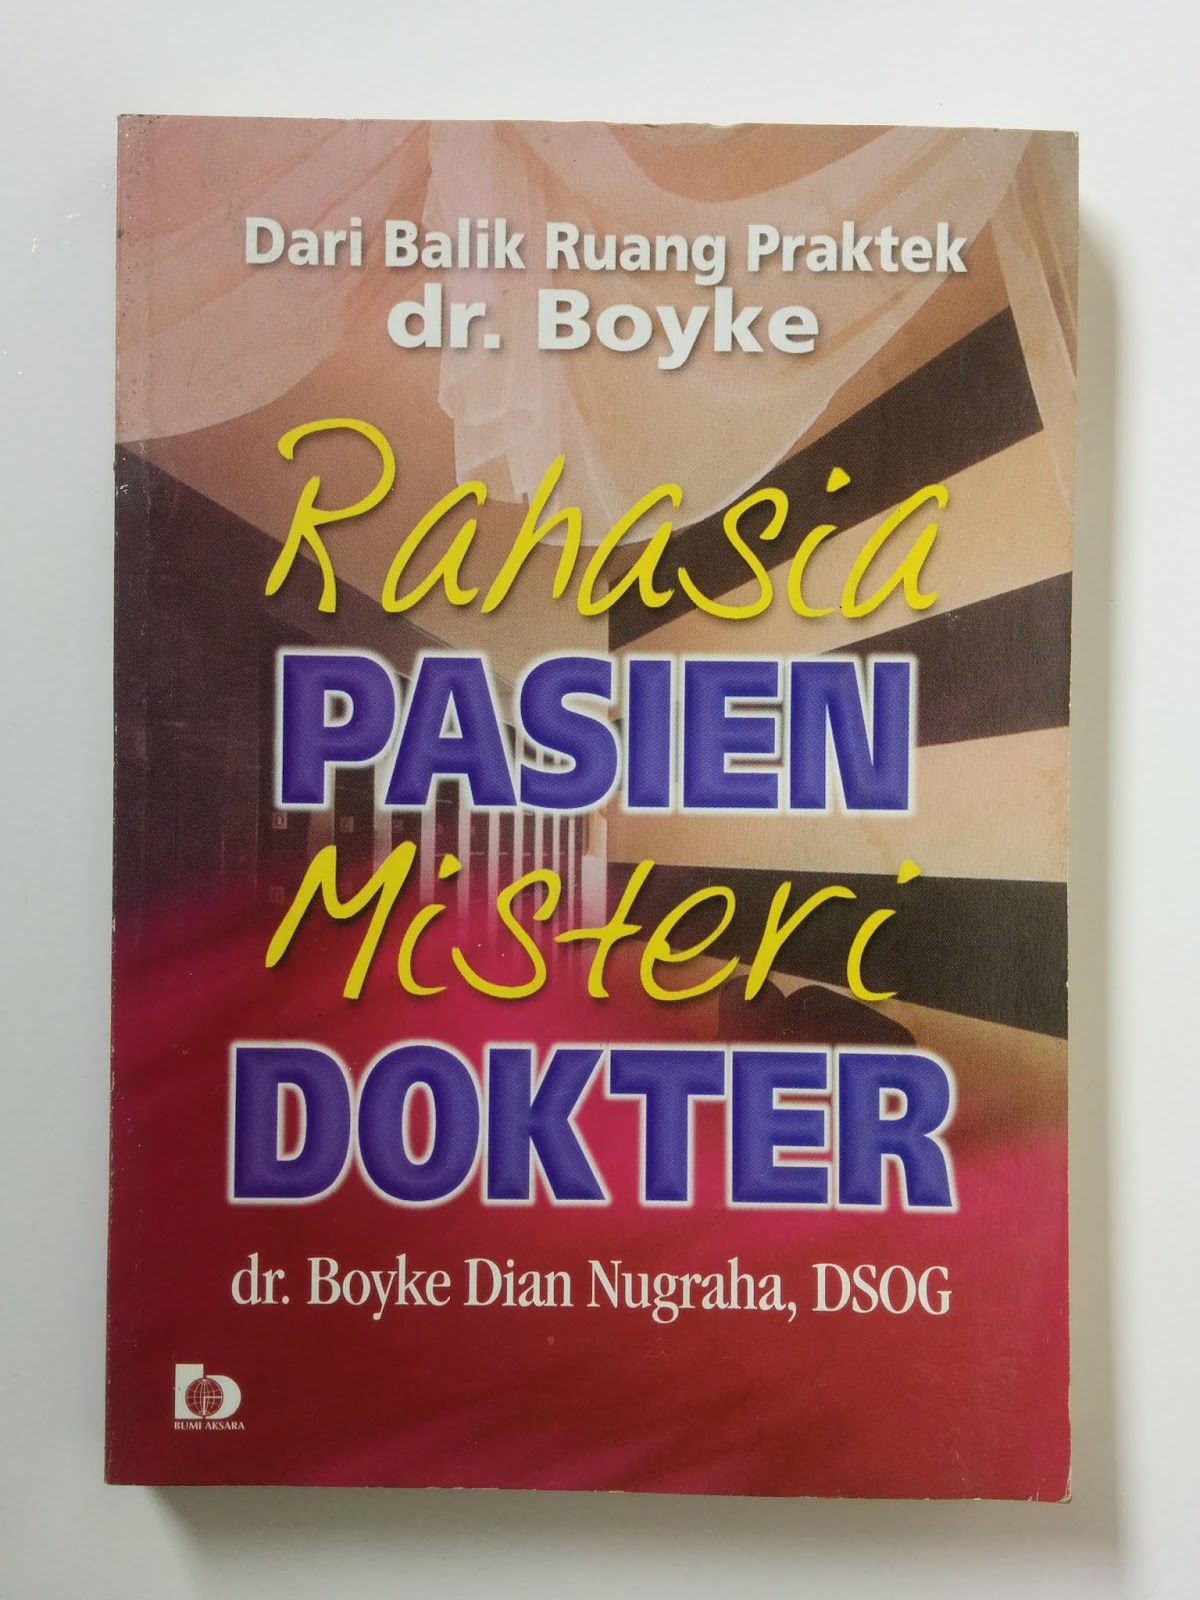 Dari Balik Ruang Praktek
dr. Boyke
Rahasia
PASIEN
Misteri
DOKTER
dr. Boyke Dian Nugraha, DSOG
BUMI AKSARA